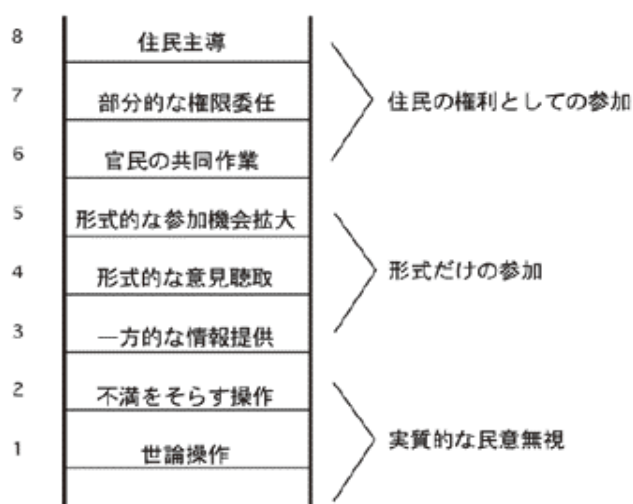 8 住民主導
7 部分的な権限委任 住民の権利としての参加
6 官民の共同作業
5 形式的な参加機会拡大
4 形式的な意見聴取 形式だけの参加
3 一方的な情報提供
2 不満をそらす操作
実質的な民意無視
1 世論操作